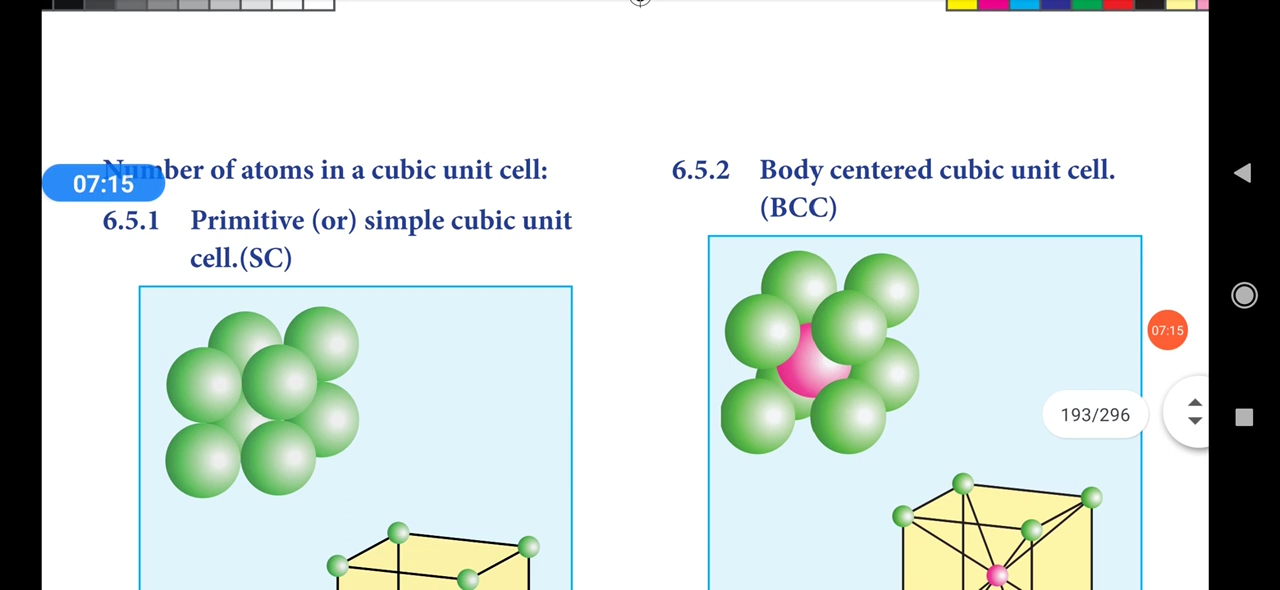 Number of atoms in a cubic unit cell:
07:15
6.5.1 Primitive (or) simple cubic unit
cell.(SC)
6.5.2 Body centered cubic unit cell.
(BCC)
07:15
193/296